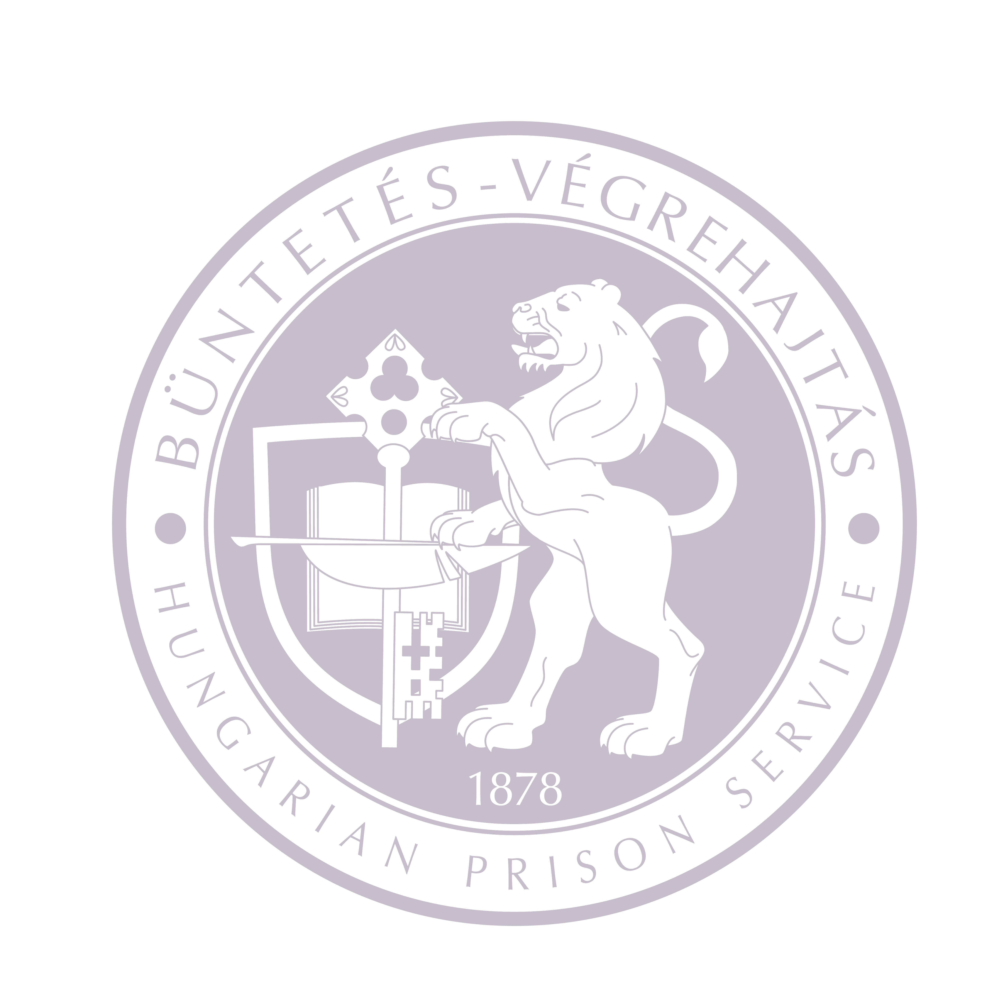 BÜNTETÉS-VÉGREHAJTÁS
HUNGARIAN PRISON SERVICE
1878